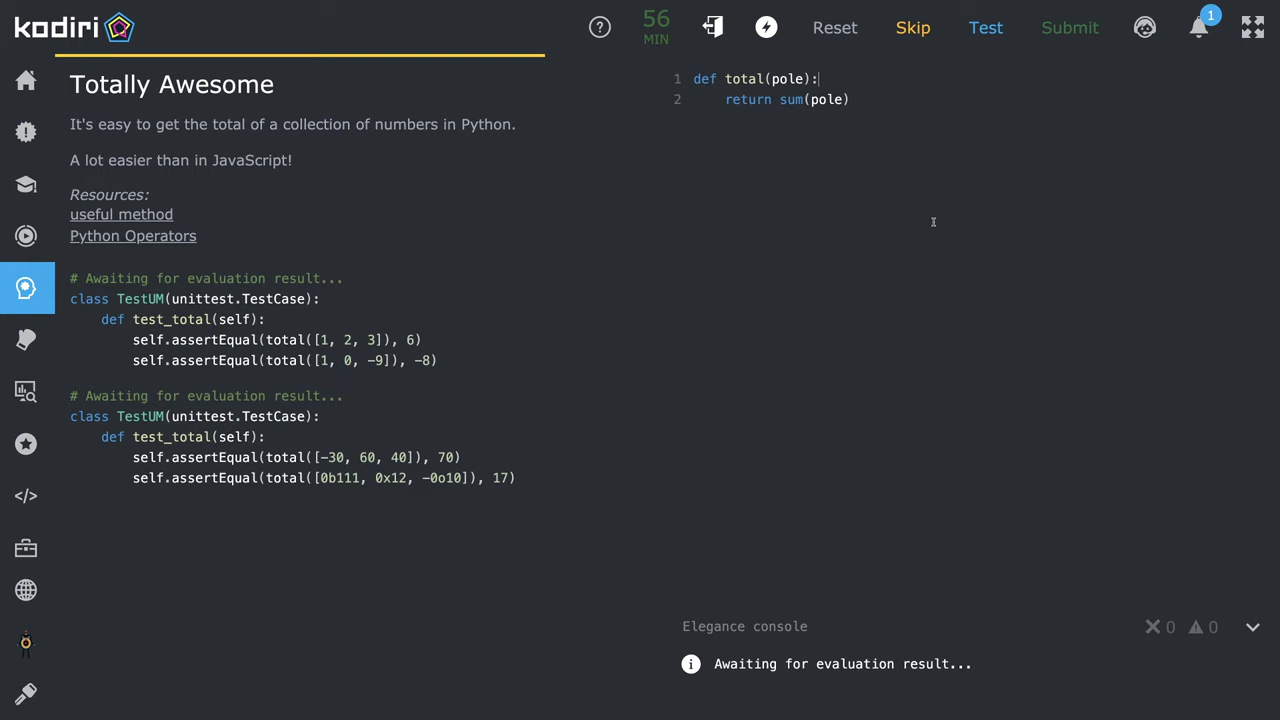 kodiri
56
MIN
Reset
Skip
Test
Submit
1
Totally Awesome
It's easy to get the total of a collection of numbers in Python.
A lot easier than in JavaScript!
Resources:
useful method
Python Operators
# Awaiting for evaluation result...
class TestUM(unittest.TestCase):
    def test_total(self):
        self.assertEqual(total([1, 2, 3]), 6)
        self.assertEqual(total([1, 0, -9]), -8)
# Awaiting for evaluation result...
class TestUM(unittest.TestCase):
    def test_total(self):
        self.assertEqual(total([-30, 60, 40]), 70)
        self.assertEqual(total([0b111, 0x12, -0o10]), 17)
1 def total(pole):
2     return sum(pole)
Elegance console
0
0
Awaiting for evaluation result...